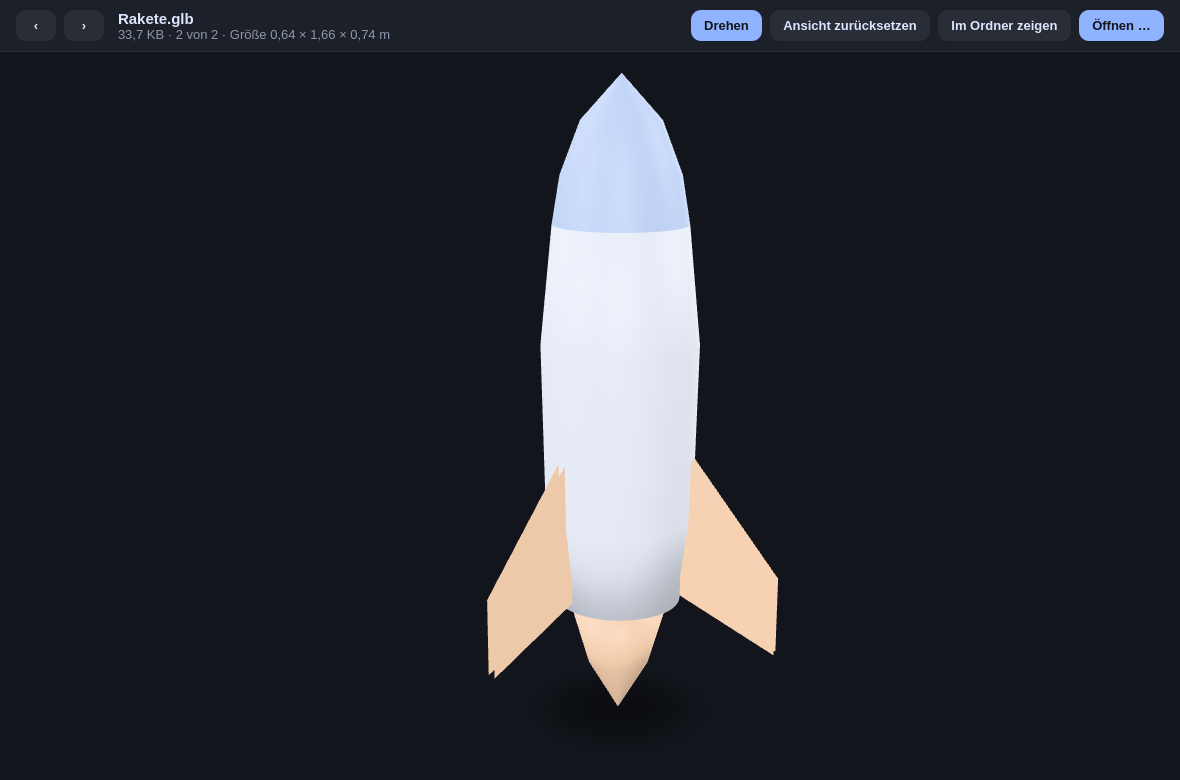 ‹ › Rakete.glb
33,7 KB · 2 von 2 · Größe 0,64 × 1,66 × 0,74 m
Drehen Ansicht zurücksetzen Im Ordner zeigen Öffnen …